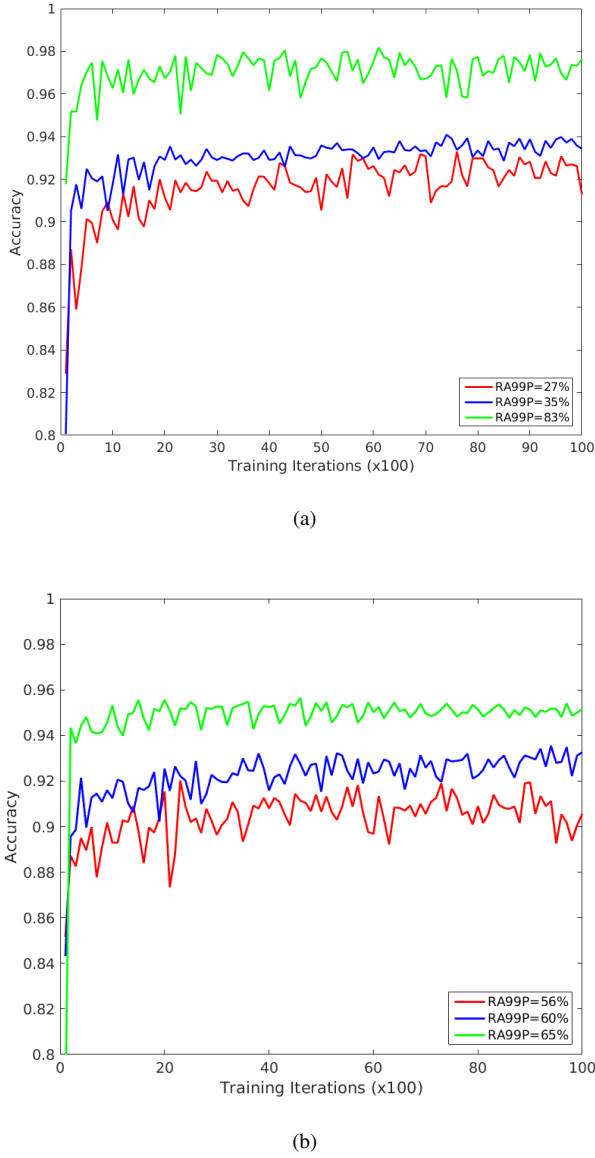 1
0.98
0.96
0.94
0.92
0.9
0.88
0.86
0.84
0.82
0.8
Accuracy
RA99P=27%
RA99P=35%
RA99P=83%
0 10 20 30 40 50 60 70 80 90 100
Training Iterations (x100)
(a)
1
0.98
0.96
0.94
0.92
0.9
0.88
0.86
0.84
0.82
0.8
Accuracy
RA99P=56%
RA99P=60%
RA99P=65%
0 20 40 60 80 100
Training Iterations (x100)
(b)